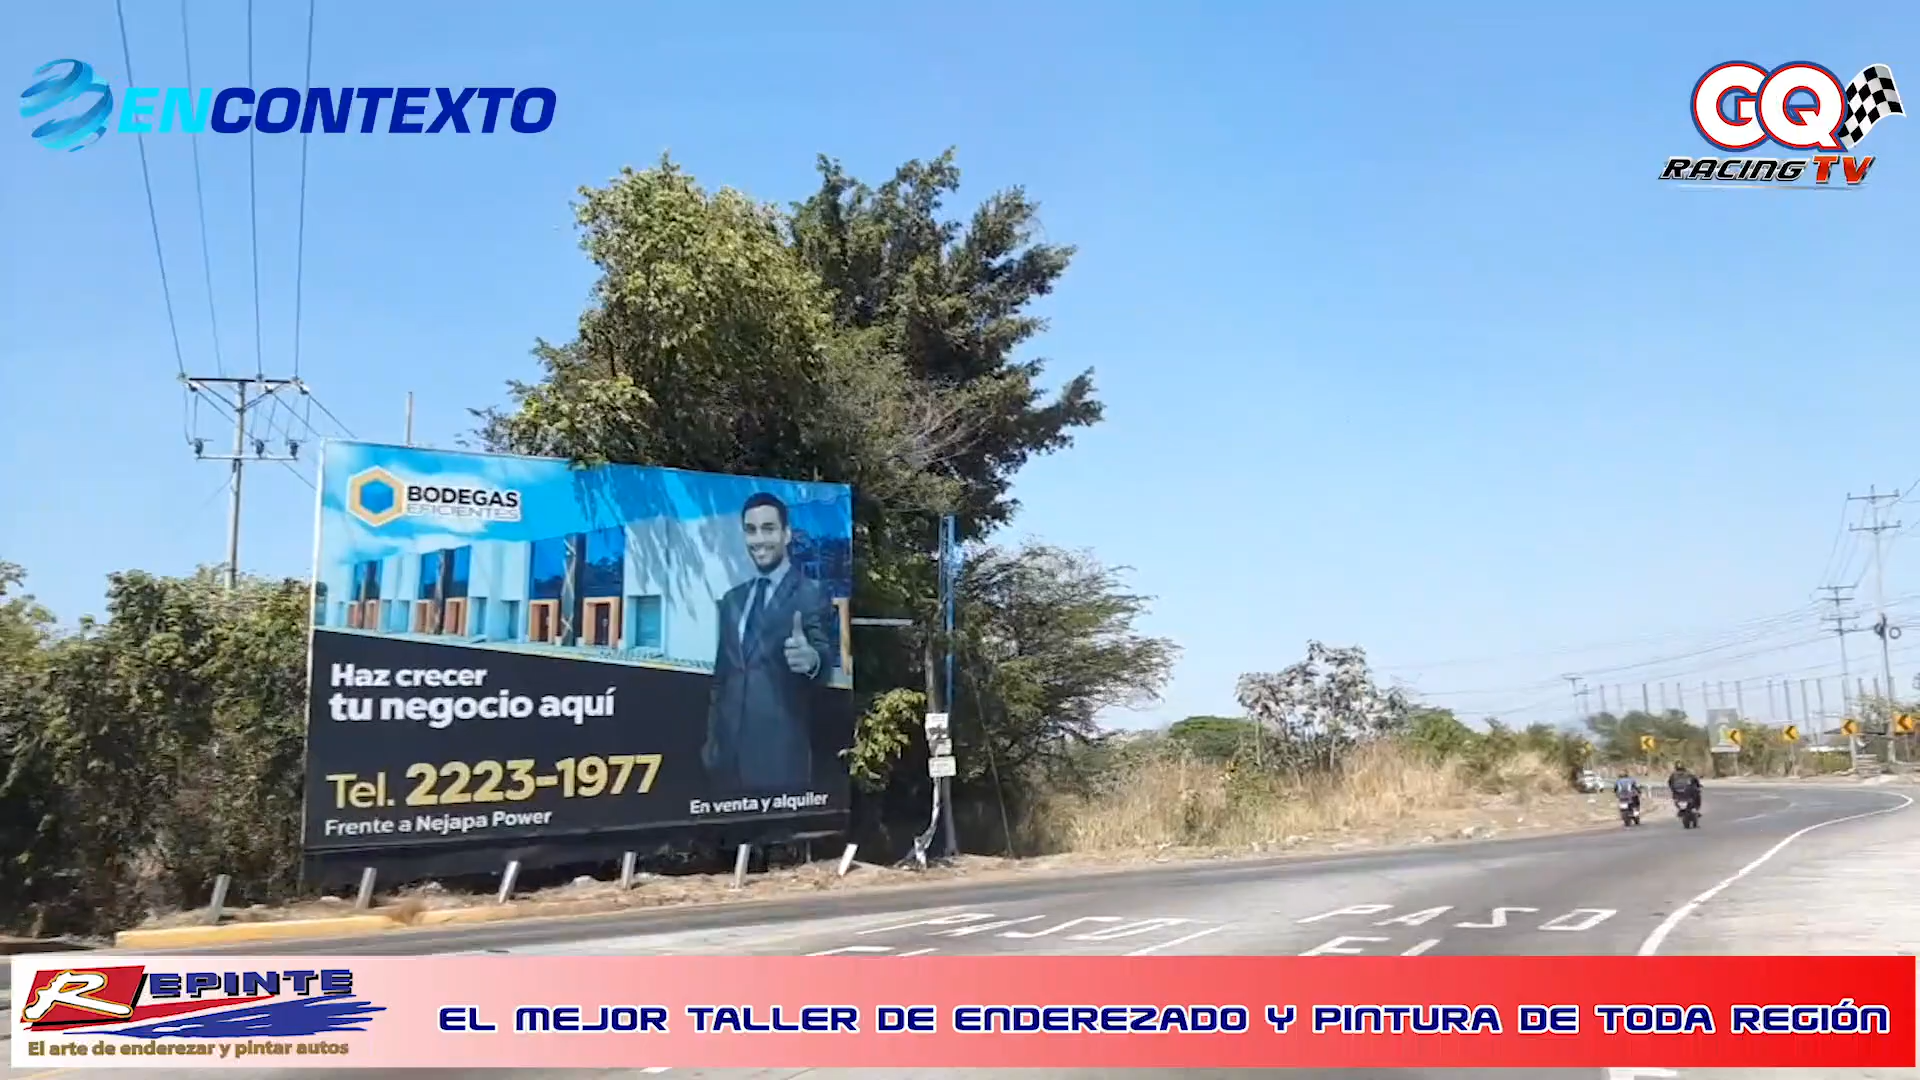 ENCONTEXTO
GQ
RACING TV
BODEGAS
EFICIENTES
Haz crecer
tu negocio aquí
Tel. 2223-1977
Frente a Nejapa Power
En venta y alquiler
PASO
PASO
REPINTE
El arte de enderezar y pintar autos
EL MEJOR TALLER DE ENDEREZADO Y PINTURA DE TODA REGIÓN